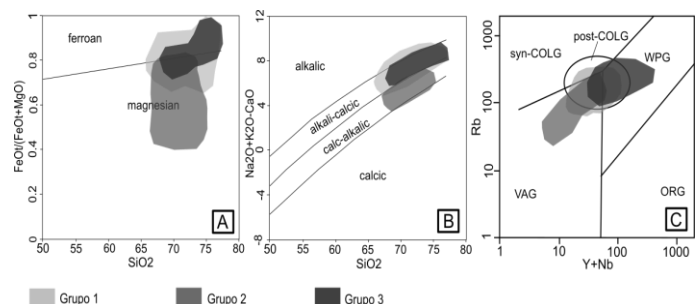 1
0.8
0.6
0.4
0.2
0
50 55 60 65 70 75 80
FeOt/(FeOt+MgO)
SiO2
ferroan
magnesian
A
12
8
4
0
-4
-8
50 55 60 65 70 75 80
Na2O+K2O-CaO
SiO2
alkalic
alkali-calcic
calc-alkalic
calcic
B
1000
100
10
1
1 10 100 1000
Rb
Y+Nb
syn-COLG
post-COLG
WPG
VAG
ORG
C
Grupo 1 Grupo 2 Grupo 3